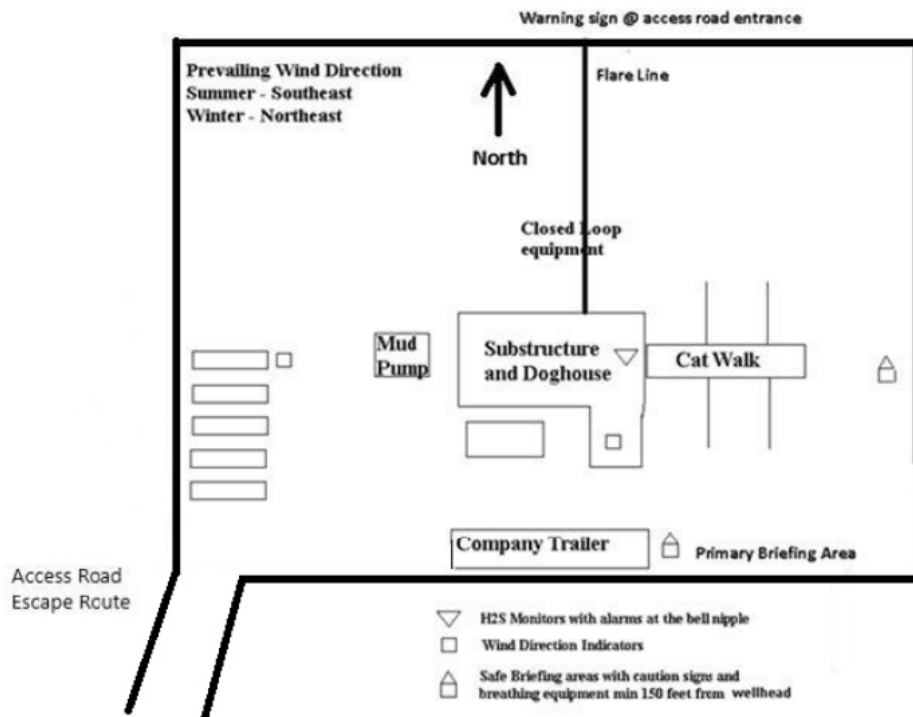 Warning sign @ access road entrance
Prevailing Wind Direction
Summer - Southeast
Winter - Northeast
Flare Line
North
Closed Loop
equipment
Mud
Pump
Substructure
and Doghouse
Cat Walk
Company Trailer
Primary Briefing Area
Access Road
Escape Route
H2S Monitors with alarms at the bell nipple
Wind Direction Indicators
Safe Briefing areas with caution signs and
breathing equipment min 150 feet from wellhead